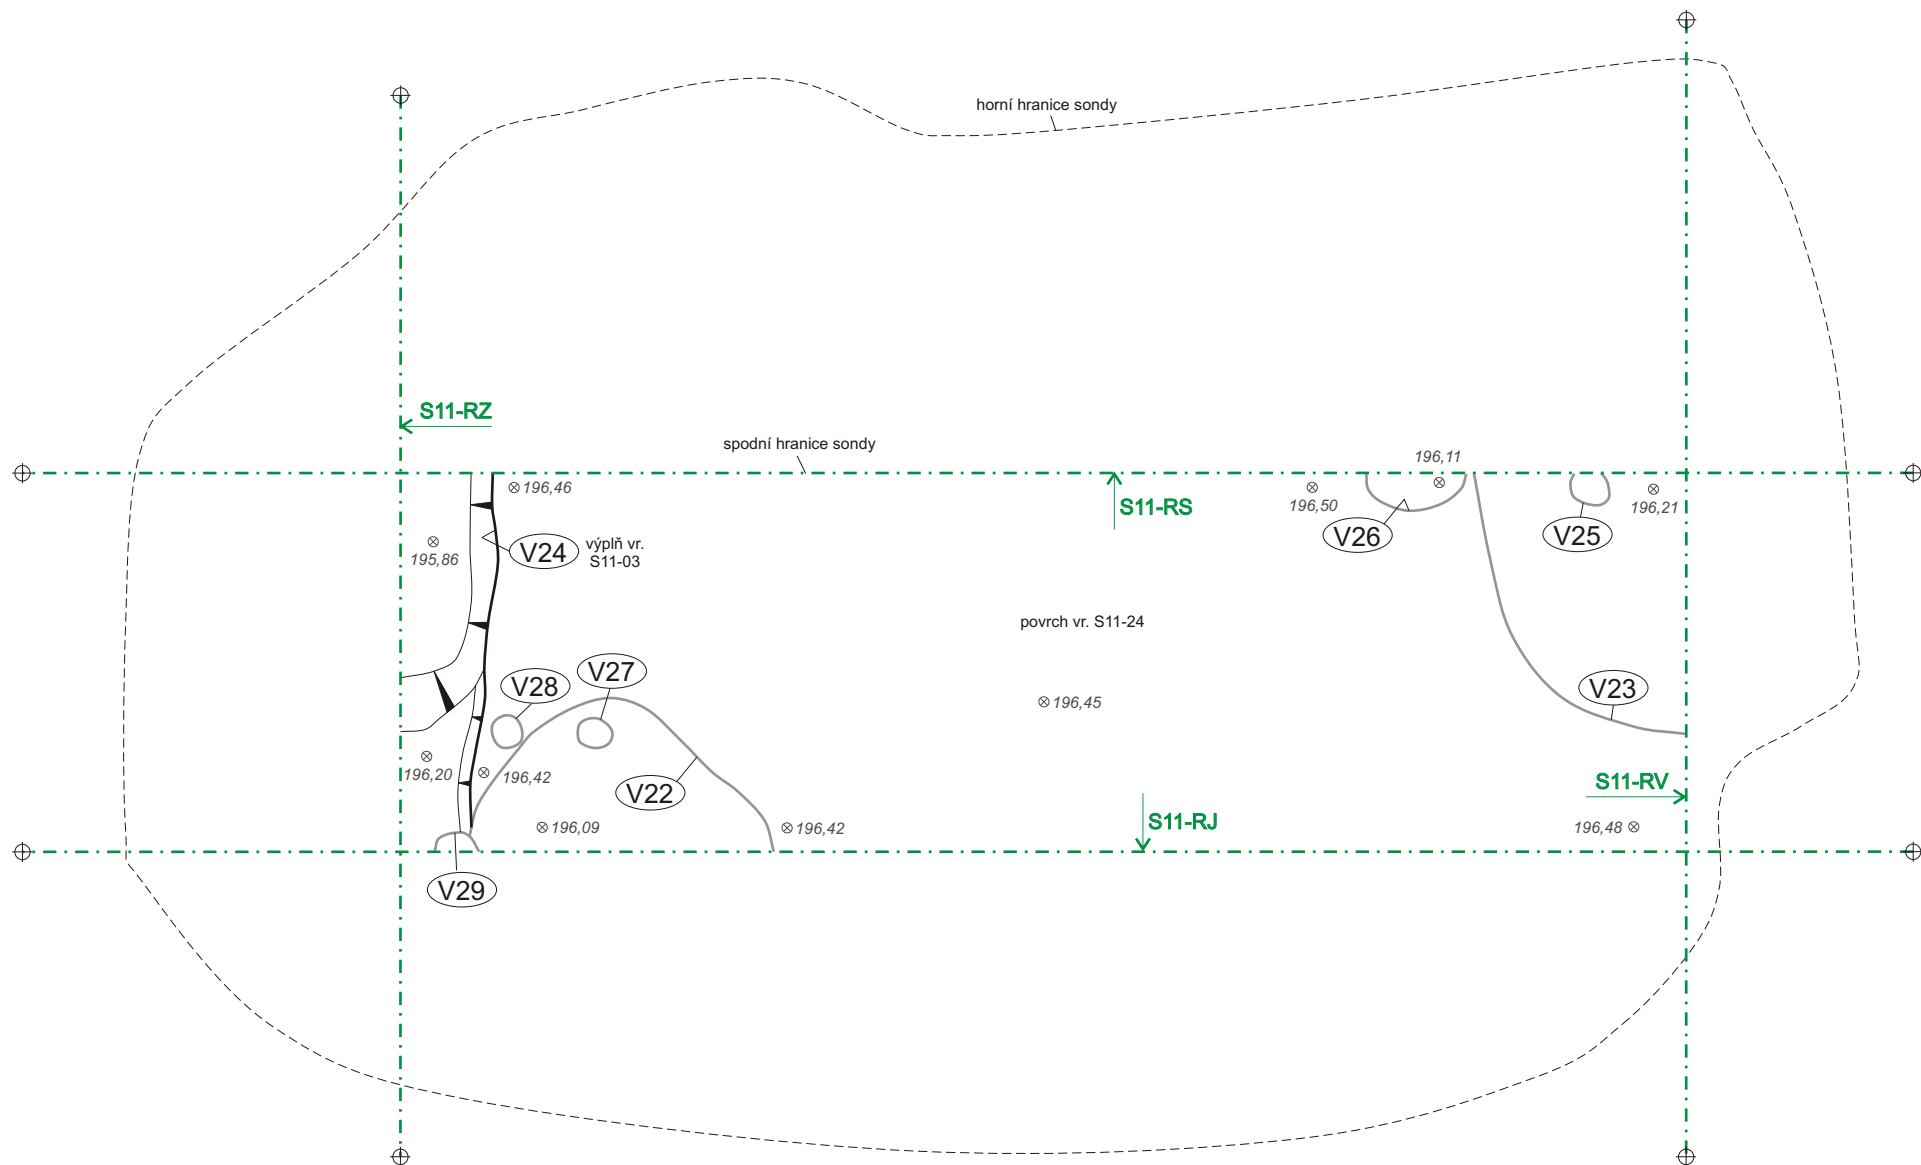 horní hranice sondy
S11-RZ
spodní hranice sondy
196,11
196,46
S11-RS
196,50
196,21
V26
V25
V24
výplň vr.
S11-03
195,86
povrch vr. S11-24
V27
V28
V23
196,45
196,20
196,42
V22
S11-RV
196,09
196,42
S11-RJ
196,48
V29